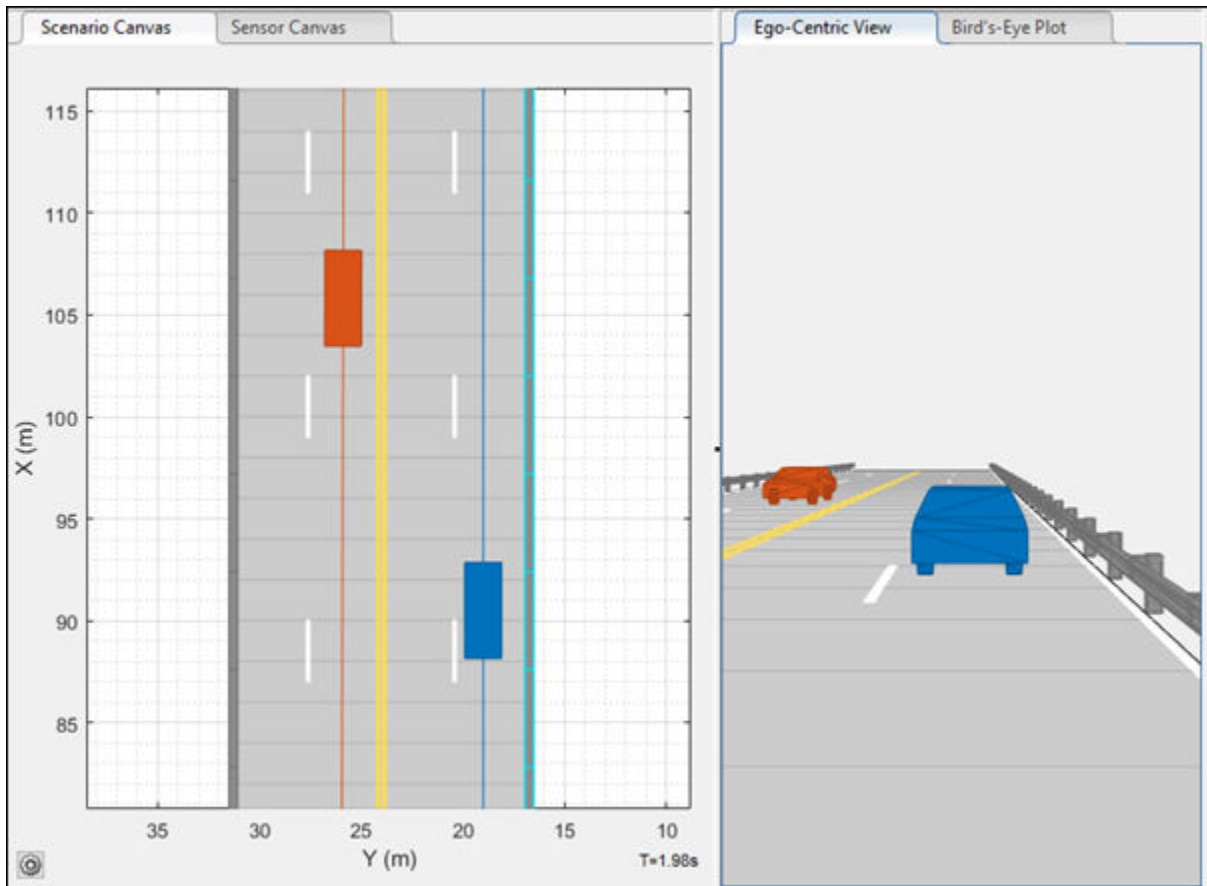 Scenario Canvas
Sensor Canvas
115
110
105
100
95
90
85
X (m)
35
30
25
20
15
10
Y (m)
T=1.98s
Ego-Centric View
Bird's-Eye Plot